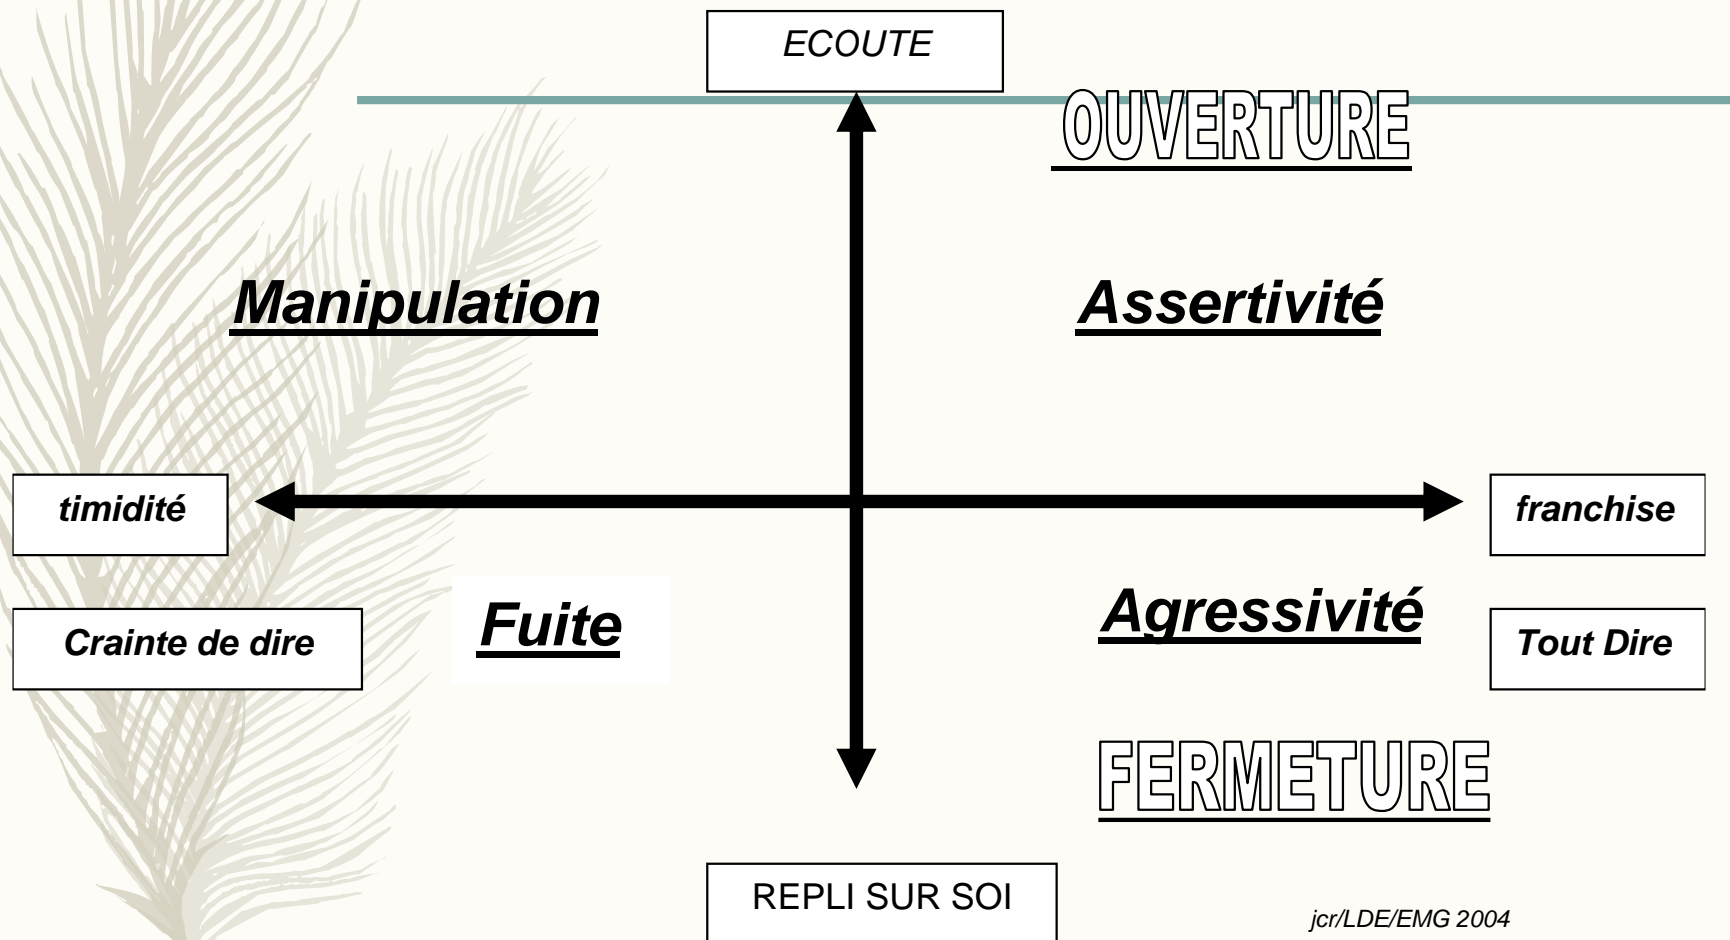 ECOUTE
OUVERTURE
Manipulation
Assertivité
timidité
franchise
Crainte de dire
Fuite
Agressivité
Tout Dire
FERMETURE
REPLI SUR SOI
jcr/LDE/EMG 2004